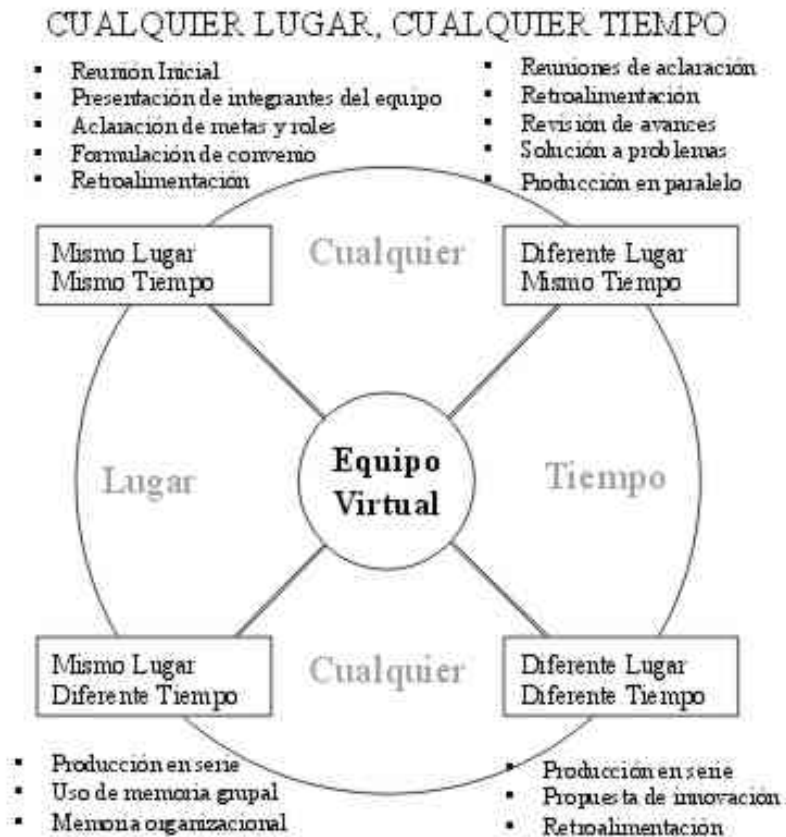 CUALQUIER LUGAR, CUALQUIER TIEMPO
▪ Reunión Inicial
▪ Presentación de integrantes del equipo
▪ Aclaración de metas y roles
▪ Formulación de convenio
▪ Retroalimentación
▪ Reuniones de aclaración
▪ Retroalimentación
▪ Revisión de avances
▪ Solución a problemas
▪ Producción en paralelo
Mismo Lugar
Mismo Tiempo
Cualquier
Diferente Lugar
Mismo Tiempo
Lugar
Equipo
Virtual
Tiempo
Mismo Lugar
Diferente Tiempo
Cualquier
Diferente Lugar
Diferente Tiempo
▪ Producción en serie
▪ Uso de memoria grupal
▪ Memoria organizacional
▪ Producción en serie
▪ Propuesta de innovación
▪ Retroalimentación